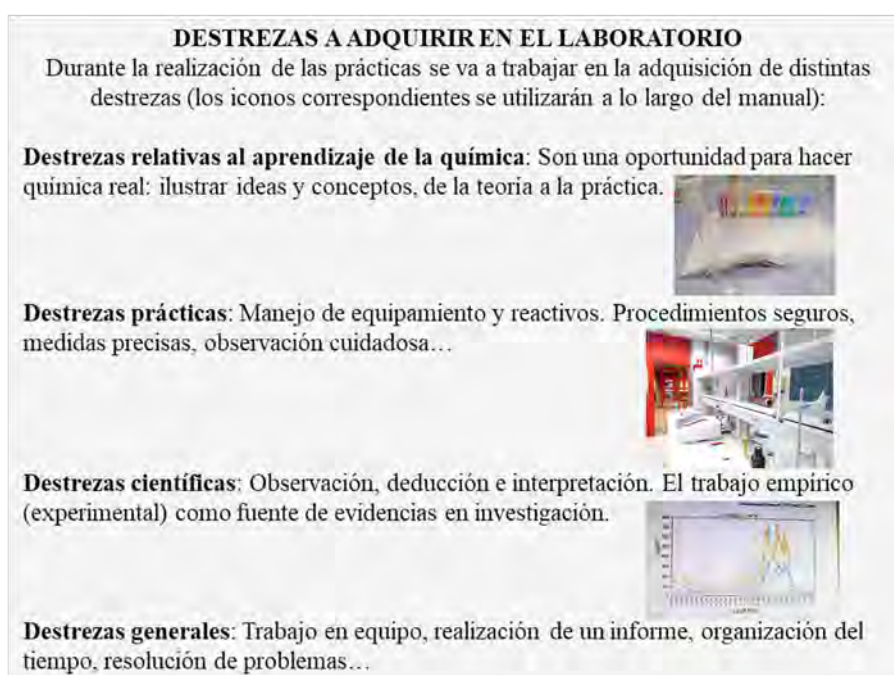 DESTREZAS A ADQUIRIR EN EL LABORATORIO
Durante la realización de las prácticas se va a trabajar en la adquisición de distintas
destrezas (los iconos correspondientes se utilizarán a lo largo del manual):
Destrezas relativas al aprendizaje de la química: Son una oportunidad para hacer
química real: ilustrar ideas y conceptos, de la teoría a la práctica.
Destrezas prácticas: Manejo de equipamiento y reactivos. Procedimientos seguros,
medidas precisas, observación cuidadosa…
Destrezas científicas: Observación, deducción e interpretación. El trabajo empírico
(experimental) como fuente de evidencias en investigación.
Destrezas generales: Trabajo en equipo, realización de un informe, organización del
tiempo, resolución de problemas…